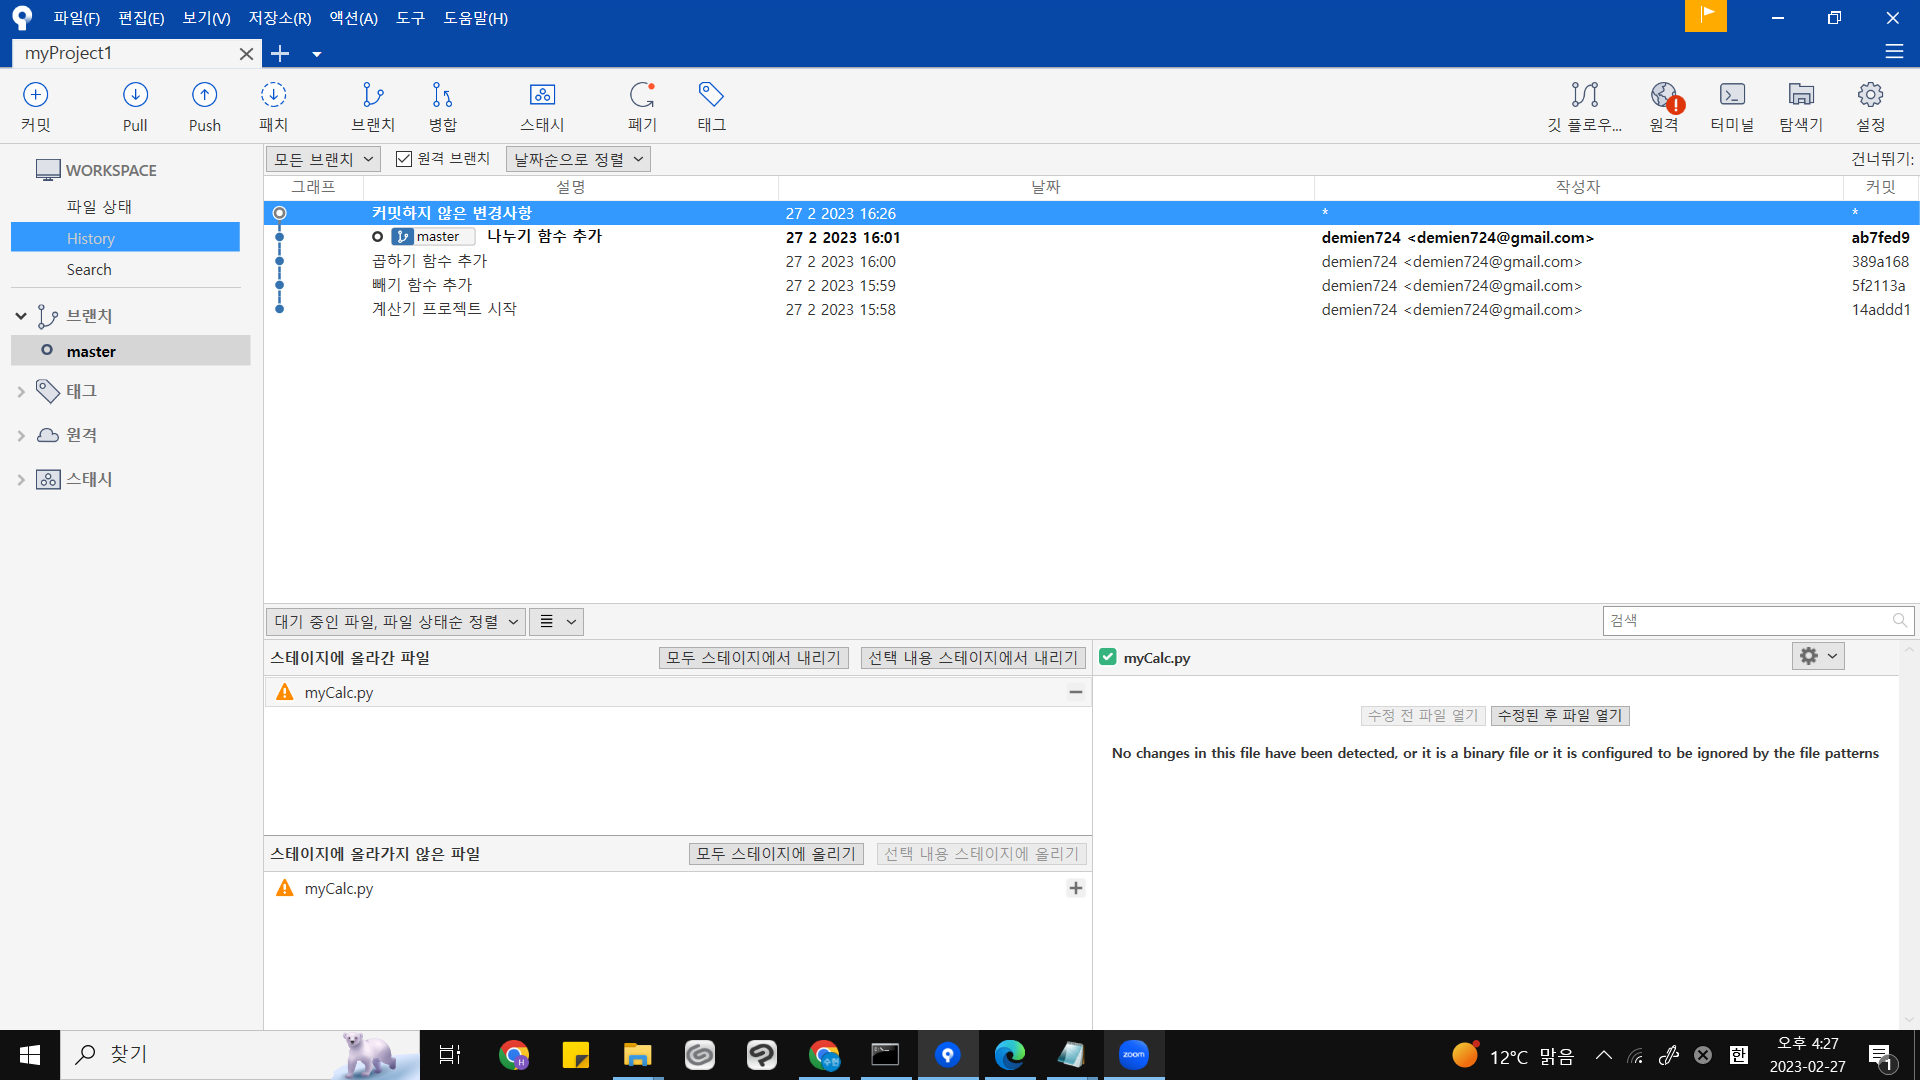 파일(F) 편집(E) 보기(V) 저장소(R) 액션(A) 도구 도움말(H)
myProject1
커밋 Pull Push 패치 브랜치 병합 스태시 폐기 태그 깃 플로우... 원격 터미널 탐색기 설정
WORKSPACE
파일 상태
History
Search
브랜치
master
태그
원격
스태시
모든 브랜치 원격 브랜치 날짜순으로 정렬 건너뛰기:
그래프 설명 날짜 작성자 커밋
커밋하지 않은 변경사항 27 2 2023 16:26 * *
master 나누기 함수 추가 27 2 2023 16:01 demien724 <demien724@gmail.com> ab7fed9
곱하기 함수 추가 27 2 2023 16:00 demien724 <demien724@gmail.com> 389a168
빼기 함수 추가 27 2 2023 15:59 demien724 <demien724@gmail.com> 5f2113a
계산기 프로젝트 시작 27 2 2023 15:58 demien724 <demien724@gmail.com> 14addd1
대기 중인 파일, 파일 상태순 정렬 검색
스테이지에 올라간 파일 모두 스테이지에서 내리기 선택 내용 스테이지에서 내리기
myCalc.py
스테이지에 올라가지 않은 파일 모두 스테이지에 올리기 선택 내용 스테이지에 올리기
myCalc.py
myCalc.py
수정 전 파일 열기 수정된 후 파일 열기
No changes in this file have been detected, or it is a binary file or it is configured to be ignored by the file patterns
찾기 H 수현 zoom 12°C 맑음 한 오후 4:27
2023-02-27 1